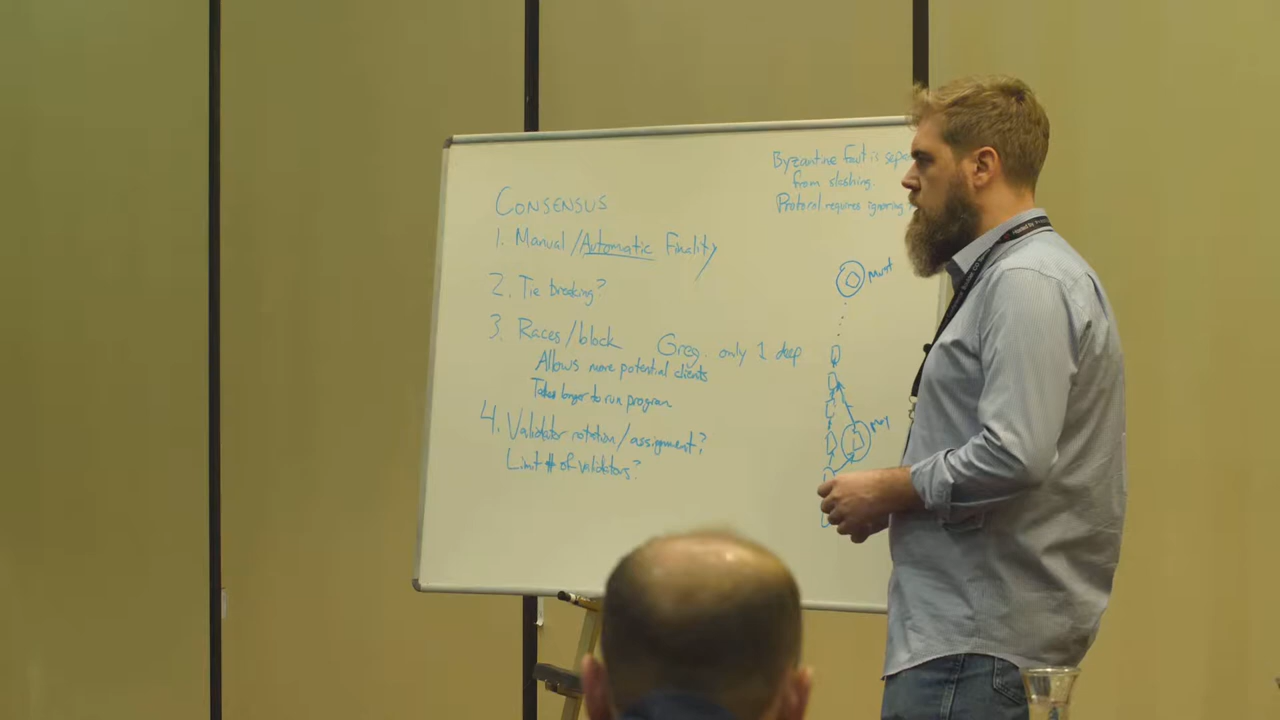 Byzantine fault is sepa
from slashing.
Protocol requires ignoring
CONSENSUS
1. Manual / Automatic Finality
2. Tie breaking?
3. Races / block
Greg. only 1 deep
Allows more potential clients
Takes longer to run program
4. Validator rotation / assignment?
Limit # of validators?